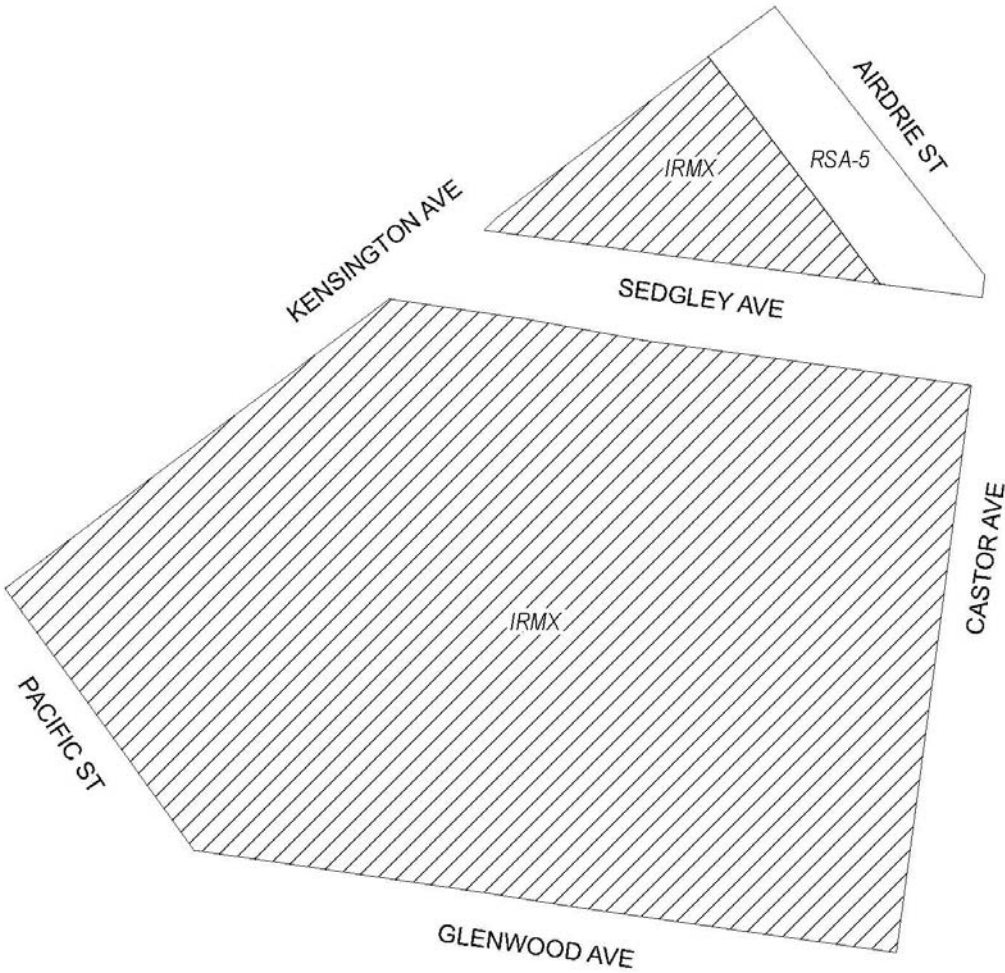 AIRDRIE ST
RSA-5
IRMX
KENSINGTON AVE
SEDGLEY AVE
CASTOR AVE
IRMX
PACIFIC ST
GLENWOOD AVE